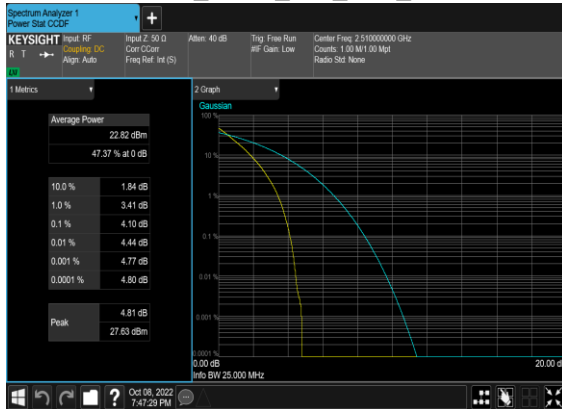 Spectrum Analyzer 1
Power Stat CCDF
+
KEYSIGHT
R T
LXI
Input: RF
Coupling: DC
Align: Auto
Input Z: 50 Ω
Corr CCorr
Freq Ref: Int (S)
Atten: 40 dB
Trig: Free Run
#IF Gain: Low
Center Freq: 2.510000000 GHz
Counts: 1.00 M/1.00 Mpt
Radio Std: None
1 Metrics
Average Power
22.82 dBm
47.37 % at 0 dB
10.0 % 1.84 dB
1.0 % 3.41 dB
0.1 % 4.10 dB
0.01 % 4.44 dB
0.001 % 4.77 dB
0.0001 % 4.80 dB
Peak
4.81 dB
27.63 dBm
2 Graph
Gaussian
100 %
10 %
1 %
0.1 %
0.01 %
0.001 %
0.0001 %
0.00 dB
20.00 d
Info BW 25.000 MHz
?
Oct 08, 2022
7:47:29 PM